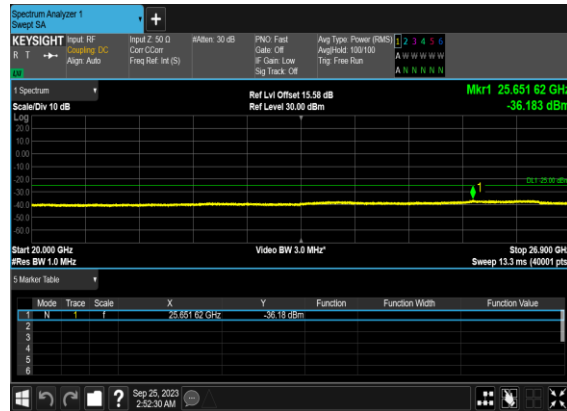 Spectrum Analyzer 1
Swept SA
+
KEYSIGHT Input: RF Input Z: 50 Ω #Atten: 30 dB PNO: Fast Avg Type: Power (RMS) 1 2 3 4 5 6
R T Coupling: DC Corr CCorr Gate: Off Avg|Hold: 100/100 A W W W W W
Align: Auto Freq Ref: Int (S) IF Gain: Low Trig: Free Run
Sig Track: Off A N N N N N
1 Spectrum Ref Lvl Offset 15.58 dB Mkr1 25.651 62 GHz
Scale/Div 10 dB Ref Level 30.00 dBm -36.183 dBm
Log
20.0
10.0
0.00
-10.0
-20.0 DL1 -25.00 dBm
-30.0 1
-40.0
-50.0
-60.0
Start 20.000 GHz Video BW 3.0 MHz* Stop 26.900 GHz
#Res BW 1.0 MHz Sweep 13.3 ms (40001 pts)
5 Marker Table
Mode Trace Scale X Y Function Function Width Function Value
1 N 1 f 25.651 62 GHz -36.18 dBm
2
3
4
5
6
? Sep 25, 2023
2:52:30 AM